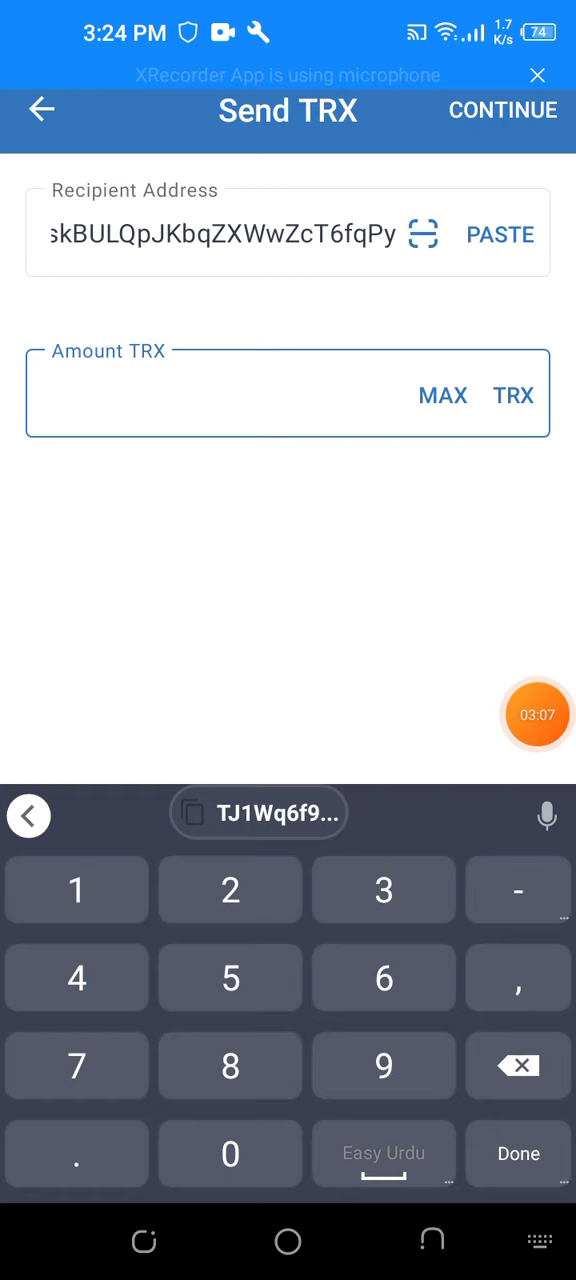 3:24 PM 1.7 K/s 74
XRecorder App is using microphone
Send TRX CONTINUE
Recipient Address
skBULQpJKbqZXWwZcT6fqPy PASTE
Amount TRX
MAX TRX
03:07
TJ1Wq6f9...
1 2 3 -
4 5 6 ,
7 8 9
. 0 Easy Urdu Done